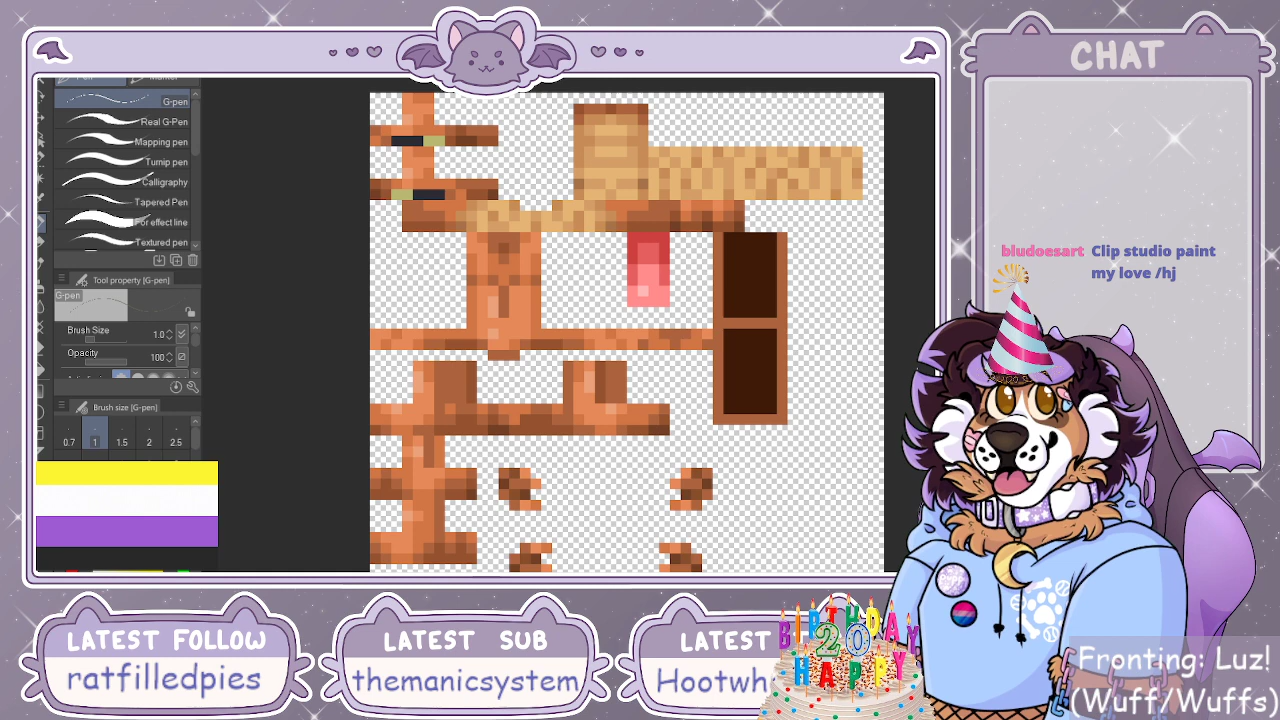 CHAT
G-pen
Real G-Pen
Mapping pen
Turnip pen
Calligraphy
Tapered Pen
For effect line
Textured pen
Tool property [G-pen]
G-pen
Brush Size 1.0
Opacity 100
Brush size [G-pen]
0.7 1 1.5 2 2.5
bludoesart Clip studio paint
my love /hj
LATEST FOLLOW
ratfilledpies
LATEST SUB
themanicsystem
LATEST
Hootwh
BIRTHDAY
20
HAPPY
Fronting: Luz!
(Wuff/Wuffs)